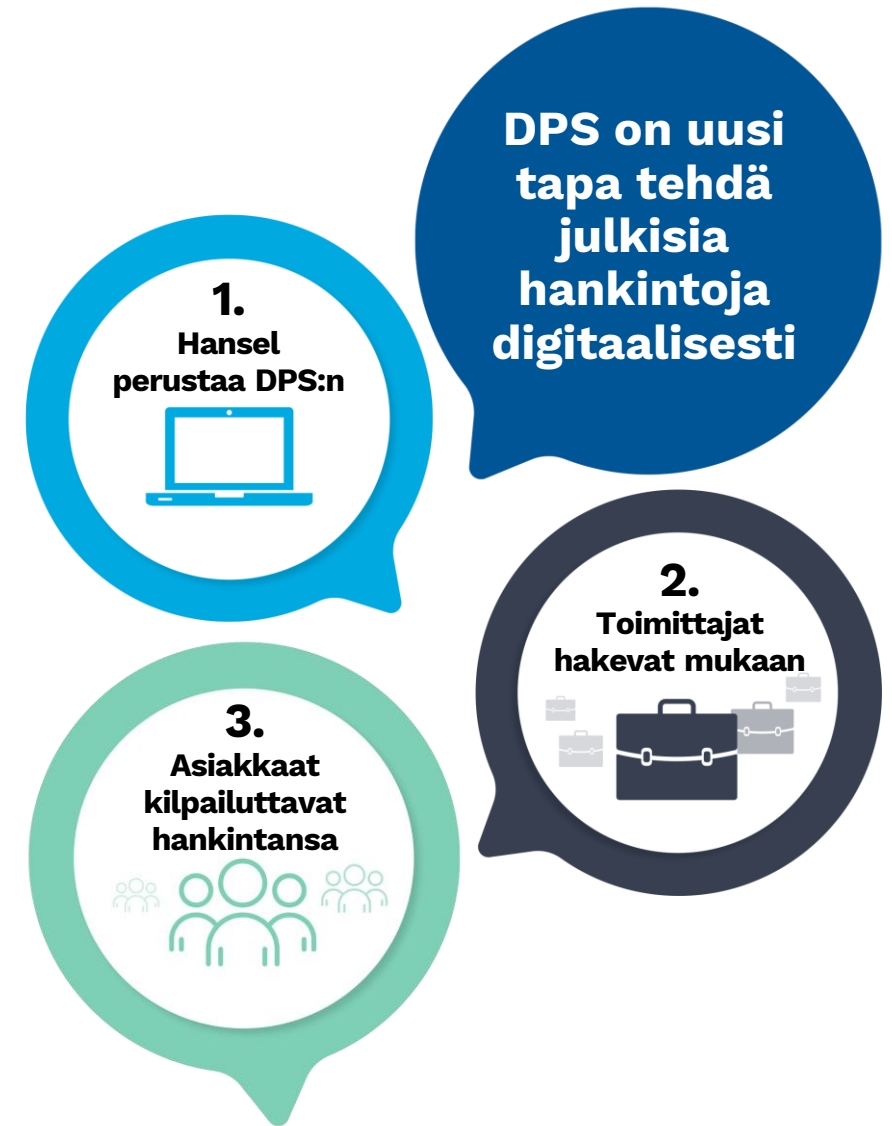 DPS on uusi
tapa tehdä
julkisia
hankintoja
digitaalisesti
1.
Hansel
perustaa DPS:n
2.
Toimittajat
hakevat mukaan
3.
Asiakkaat
kilpailuttavat
hankintansa